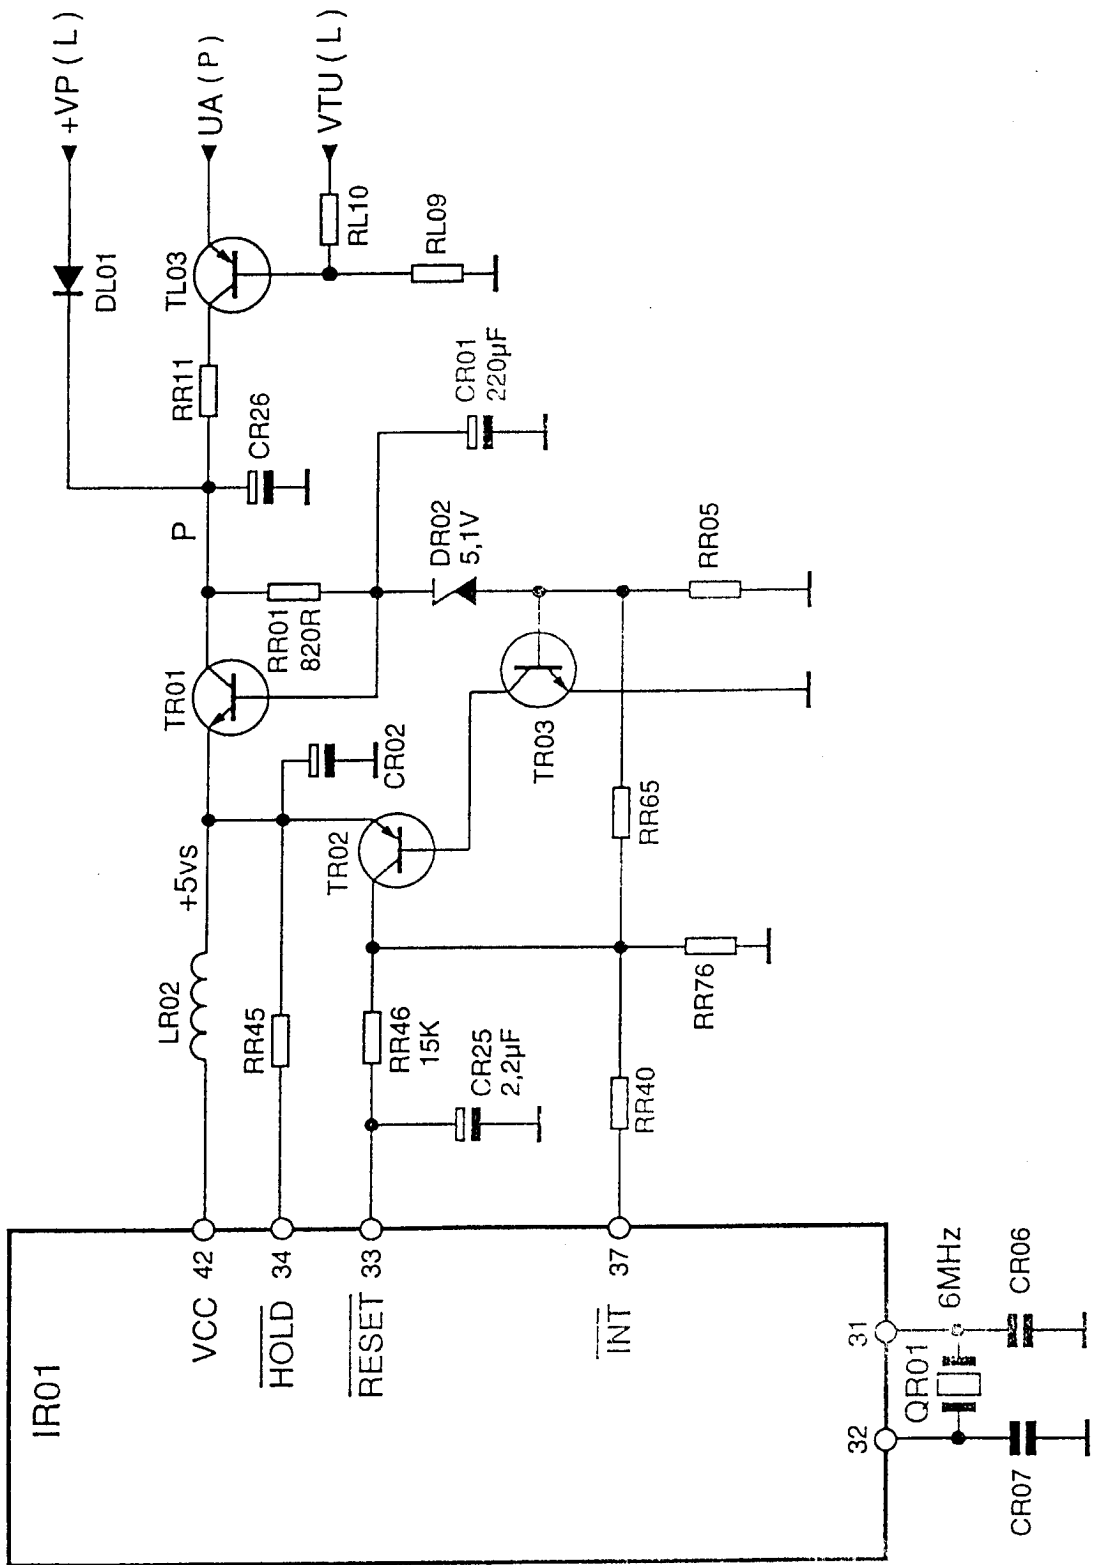 IR01
VCC 42
HOLD 34
RESET 33
INT 37
31
32
6MHz
QR01
CR06
CR07
LR02
+5vs
RR45
RR46
15K
CR25
2,2µF
RR40
RR76
RR65
TR02
CR02
TR01
TR03
RR01
820R
P
DR02
5,1V
RR05
CR26
CR01
220µF
RR11
TL03
DL01
RL10
RL09
+VP ( L )
UA ( P )
VTU ( L )